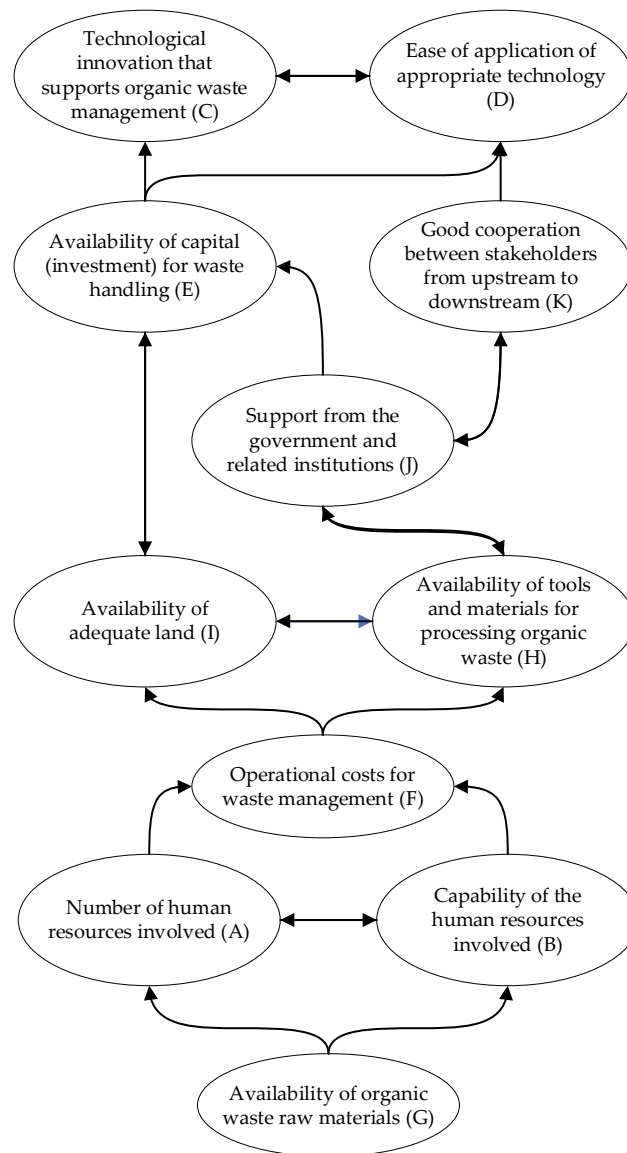 Technological
innovation that
supports organic waste
management (C)
Ease of application of
appropriate technology
(D)
Availability of capital
(investment) for waste
handling (E)
Good cooperation
between stakeholders
from upstream to
downstream (K)
Support from the
government and
related institutions (J)
Availability of
adequate land (I)
Availability of tools
and materials for
processing organic
waste (H)
Operational costs for
waste management (F)
Number of human
resources involved (A)
Capability of the
human resources
involved (B)
Availability of organic
waste raw materials (G)